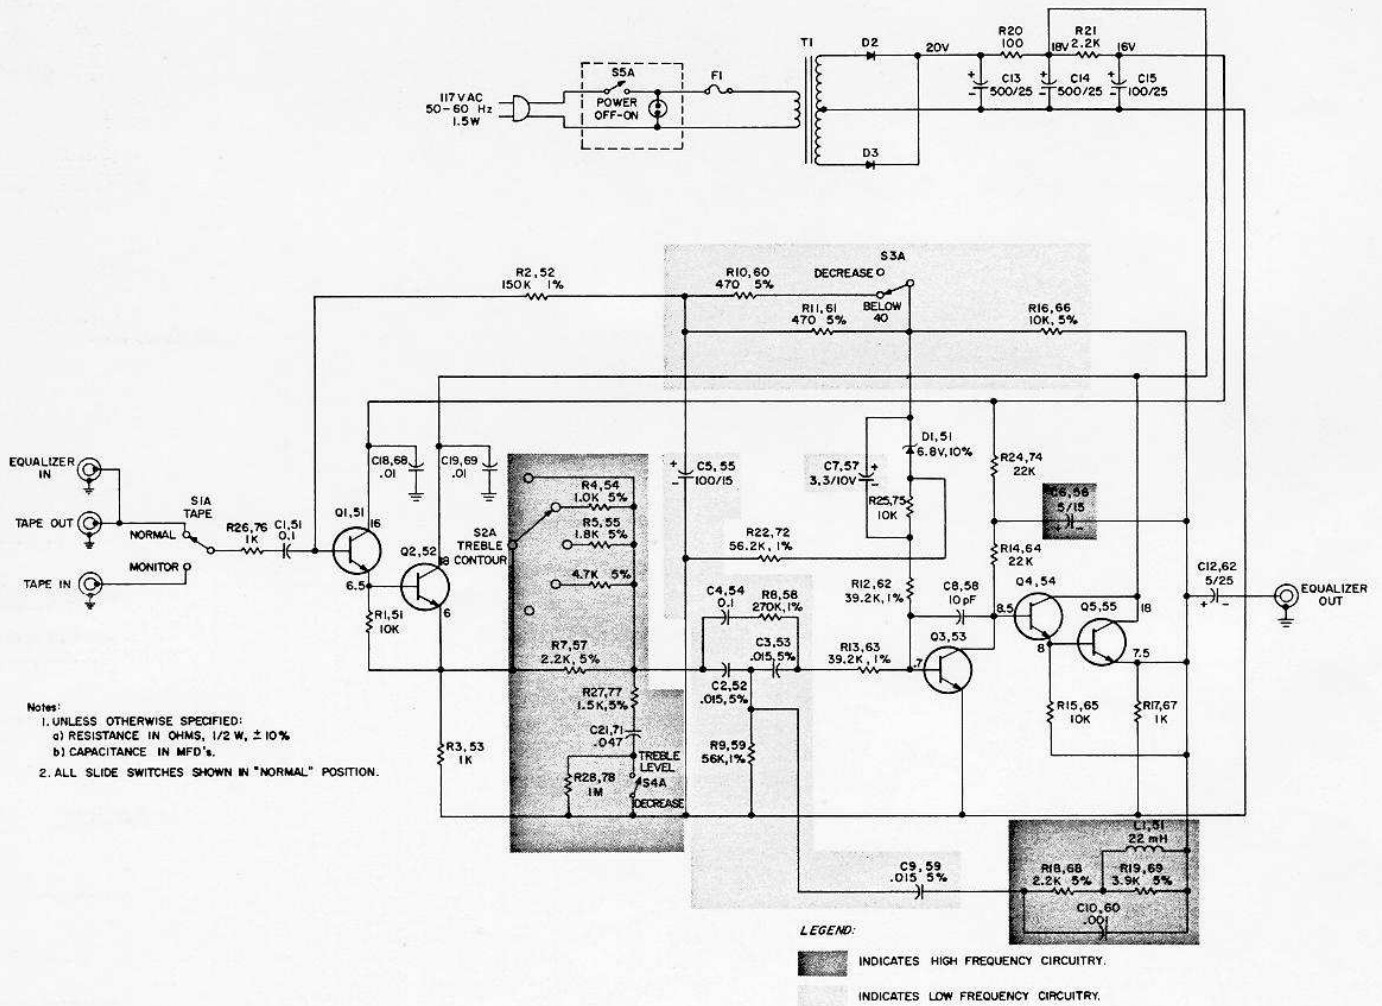 117VAC
50-60 Hz
1.5W
S5A
POWER
OFF-ON
F1
T1
D2
D3
20V
R20
100
18V
R21
2.2K
16V
+
-
C13
500/25
+
-
C14
500/25
+
-
C15
100/25
R2,52
150K 1%
R10,60
470 5%
DECREASE
S3A
BELOW
40
R11,61
470 5%
R16,66
10K, 5%
EQUALIZER
IN
TAPE OUT
TAPE IN
S1A
TAPE
NORMAL
MONITOR
R26,76
1K
C1,51
0.1
Q1,51
16
6.5
C18,68
.01
Q2,52
18
6
C19,69
.01
R1,51
10K
R3,53
1K
S2A
TREBLE
CONTOUR
R4,54
1.0K 5%
R5,55
1.8K 5%
4.7K 5%
R7,57
2.2K, 5%
R27,77
1.5K,5%
C21,71
.047
R28,78
1M
TREBLE
LEVEL
S4A
DECREASE
+
-
C5,55
100/15
C7,57
3.3/10V
+
-
D1,51
6.8V,10%
R25,75
10K
R22,72
56.2K, 1%
R24,74
22K
C6,56
5/15
+
-
R14,64
22K
C4,54
0.1
R8,58
270K,1%
C3,53
.015,5%
C2,52
.015,5%
R9,59
56K,1%
R12,62
39.2K, 1%
C8,58
10pF
R13,63
39.2K, 1%
.7
Q3,53
8.5
Q4,54
8
Q5,55
18
7.5
R15,65
10K
R17,67
1K
C12,62
5/25
+
-
EQUALIZER
OUT
C9,59
.015 5%
L1,51
22 mH
R18,68
2.2K 5%
R19,69
3.9K 5%
C10,60
.001
Notes:
1. UNLESS OTHERWISE SPECIFIED:
a) RESISTANCE IN OHMS, 1/2 W, ±10%
b) CAPACITANCE IN MFD's.
2. ALL SLIDE SWITCHES SHOWN IN "NORMAL" POSITION.
LEGEND:
INDICATES HIGH FREQUENCY CIRCUITRY.
INDICATES LOW FREQUENCY CIRCUITRY.